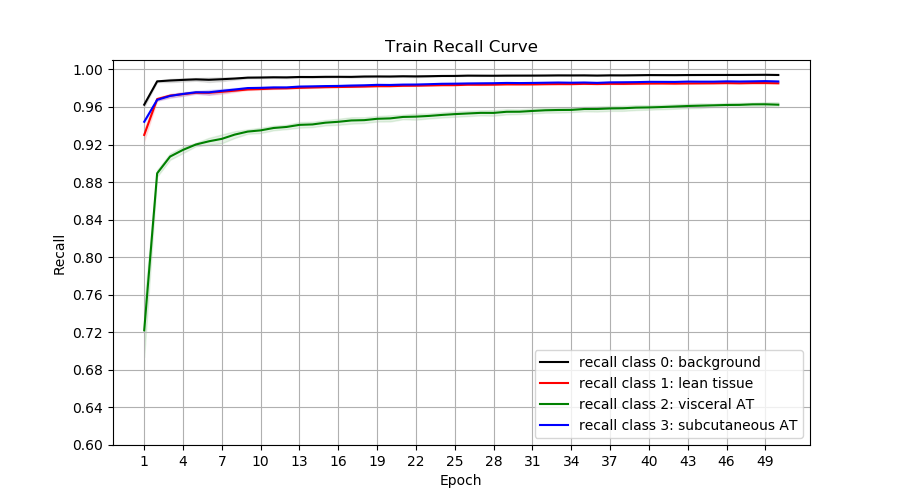 Train Recall Curve
1.00
0.96
0.92
0.88
0.84
0.80
0.76
0.72
0.68
0.64
0.60
Recall
recall class 0: background
recall class 1: lean tissue
recall class 2: visceral AT
recall class 3: subcutaneous AT
1 4 7 10 13 16 19 22 25 28 31 34 37 40 43 46 49
Epoch